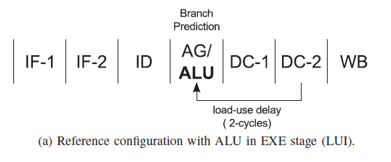 Branch
Prediction
IF-1 IF-2 ID AG/ ALU DC-1 DC-2 WB
load-use delay
( 2-cycles)
(a) Reference configuration with ALU in EXE stage (LUI).